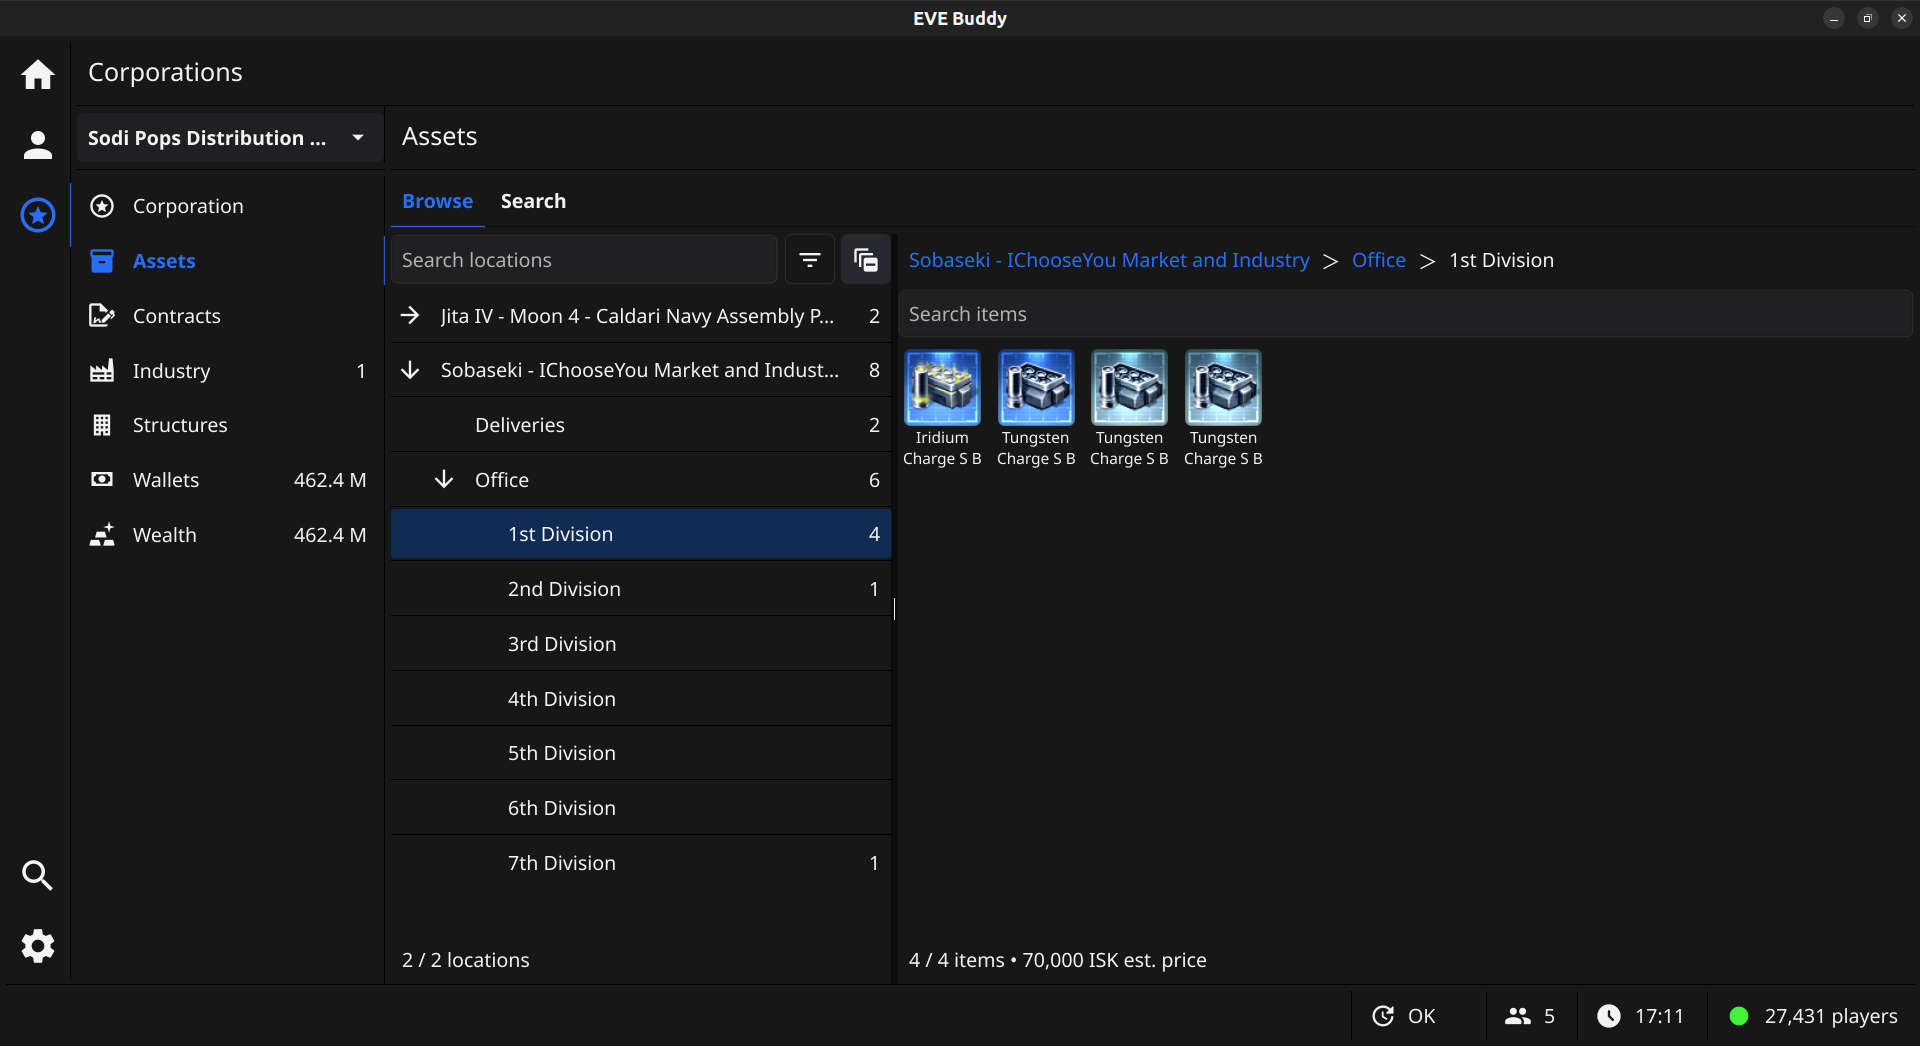 EVE Buddy
Corporations
Sodi Pops Distribution ...
Corporation
Assets
Contracts
Industry 1
Structures
Wallets 462.4 M
Wealth 462.4 M
Assets
Browse Search
Search locations
Jita IV - Moon 4 - Caldari Navy Assembly P... 2
Sobaseki - IChooseYou Market and Indust... 8
Deliveries 2
Office 6
1st Division 4
2nd Division 1
3rd Division
4th Division
5th Division
6th Division
7th Division 1
2 / 2 locations
Sobaseki - IChooseYou Market and Industry > Office > 1st Division
Search items
Iridium
Charge S B
Tungsten
Charge S B
Tungsten
Charge S B
Tungsten
Charge S B
4 / 4 items • 70,000 ISK est. price
OK 5 17:11 27,431 players